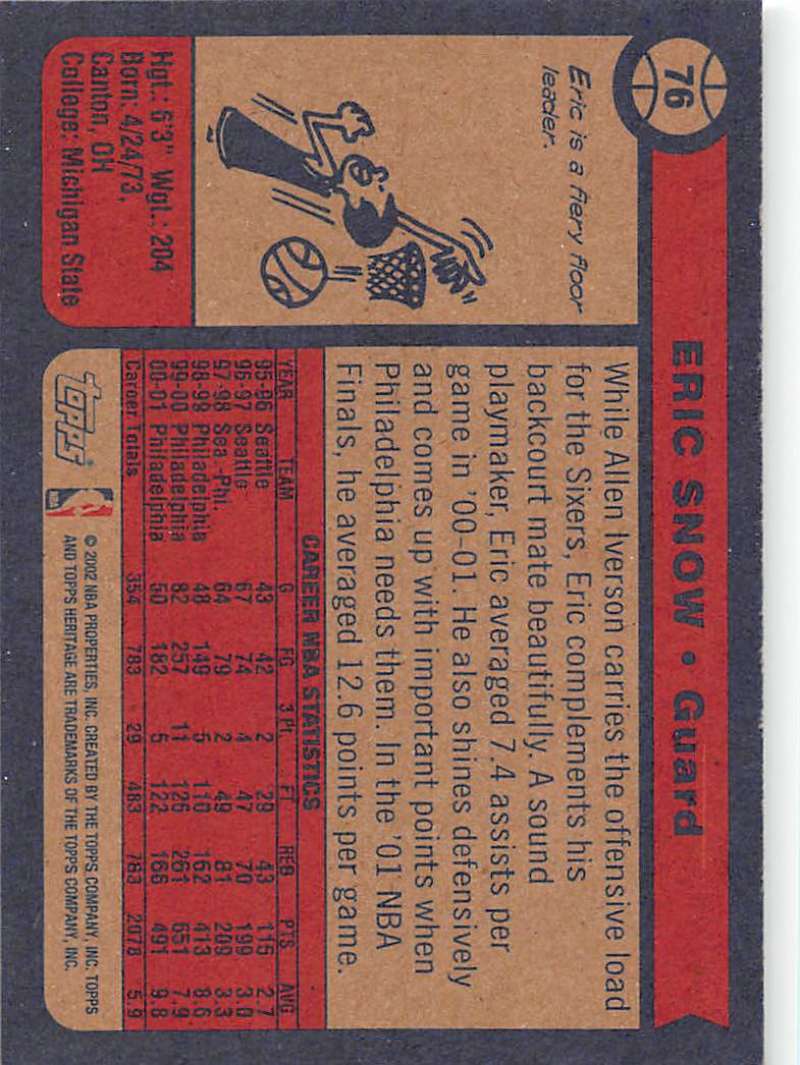 76
ERIC SNOW • Guard
Eric is a fiery floor
leader.
Hgt.: 6'3" Wgt.: 204
Born: 4/24/73,
Canton, OH
College: Michigan State
While Allen Iverson carries the offensive load
for the Sixers, Eric complements his
backcourt mate beautifully. A sound
playmaker, Eric averaged 7.4 assists per
game in '00-01. He also shines defensively
and comes up with important points when
Philadelphia needs them. In the '01 NBA
Finals, he averaged 12.6 points per game.
CAREER NBA STATISTICS
YEAR TEAM G FG 3 Pt. FT REB PTS AVG
95-96 Seattle 43 42 2 29 43 115 2.7
96-97 Seattle 67 74 4 47 70 199 3.0
97-98 Sea.-Phi. 64 79 2 49 81 209 3.3
98-99 Philadelphia 48 149 5 110 162 413 8.6
99-00 Philadelphia 82 257 11 126 261 651 7.9
00-01 Philadelphia 50 182 5 122 166 491 9.8
Career Totals 354 783 29 483 783 2078 5.9
Topps
NBA
© 2002 NBA PROPERTIES, INC. CREATED BY THE TOPPS COMPANY, INC. TOPPS
AND TOPPS HERITAGE ARE TRADEMARKS OF THE TOPPS COMPANY, INC.